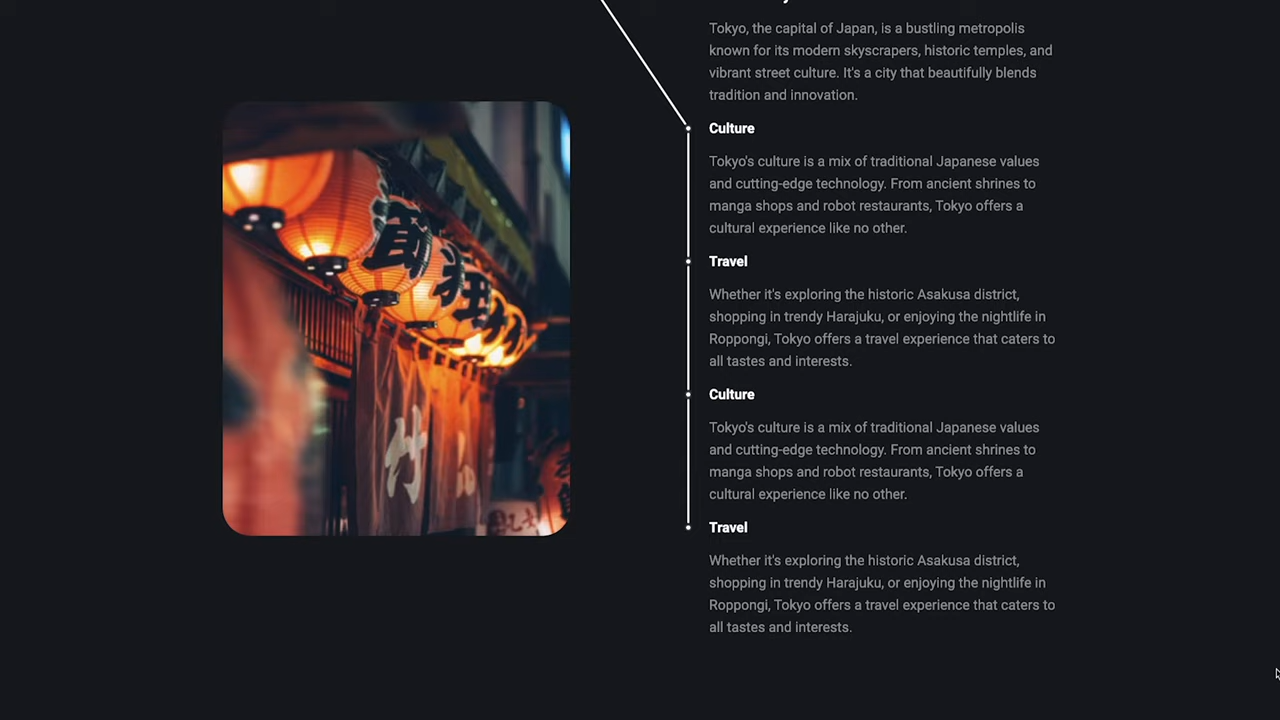 Tokyo, the capital of Japan, is a bustling metropolis
known for its modern skyscrapers, historic temples, and
vibrant street culture. It's a city that beautifully blends
tradition and innovation.
Culture
Tokyo's culture is a mix of traditional Japanese values
and cutting-edge technology. From ancient shrines to
manga shops and robot restaurants, Tokyo offers a
cultural experience like no other.
Travel
Whether it's exploring the historic Asakusa district,
shopping in trendy Harajuku, or enjoying the nightlife in
Roppongi, Tokyo offers a travel experience that caters to
all tastes and interests.
Culture
Tokyo's culture is a mix of traditional Japanese values
and cutting-edge technology. From ancient shrines to
manga shops and robot restaurants, Tokyo offers a
cultural experience like no other.
Travel
Whether it's exploring the historic Asakusa district,
shopping in trendy Harajuku, or enjoying the nightlife in
Roppongi, Tokyo offers a travel experience that caters to
all tastes and interests.